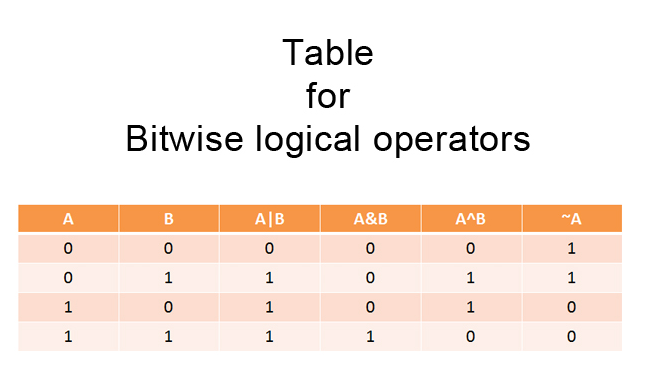 Table
for
Bitwise logical operators
A B A|B A&B A^B ~A
0 0 0 0 0 1
0 1 1 0 1 1
1 0 1 0 1 0
1 1 1 1 0 0